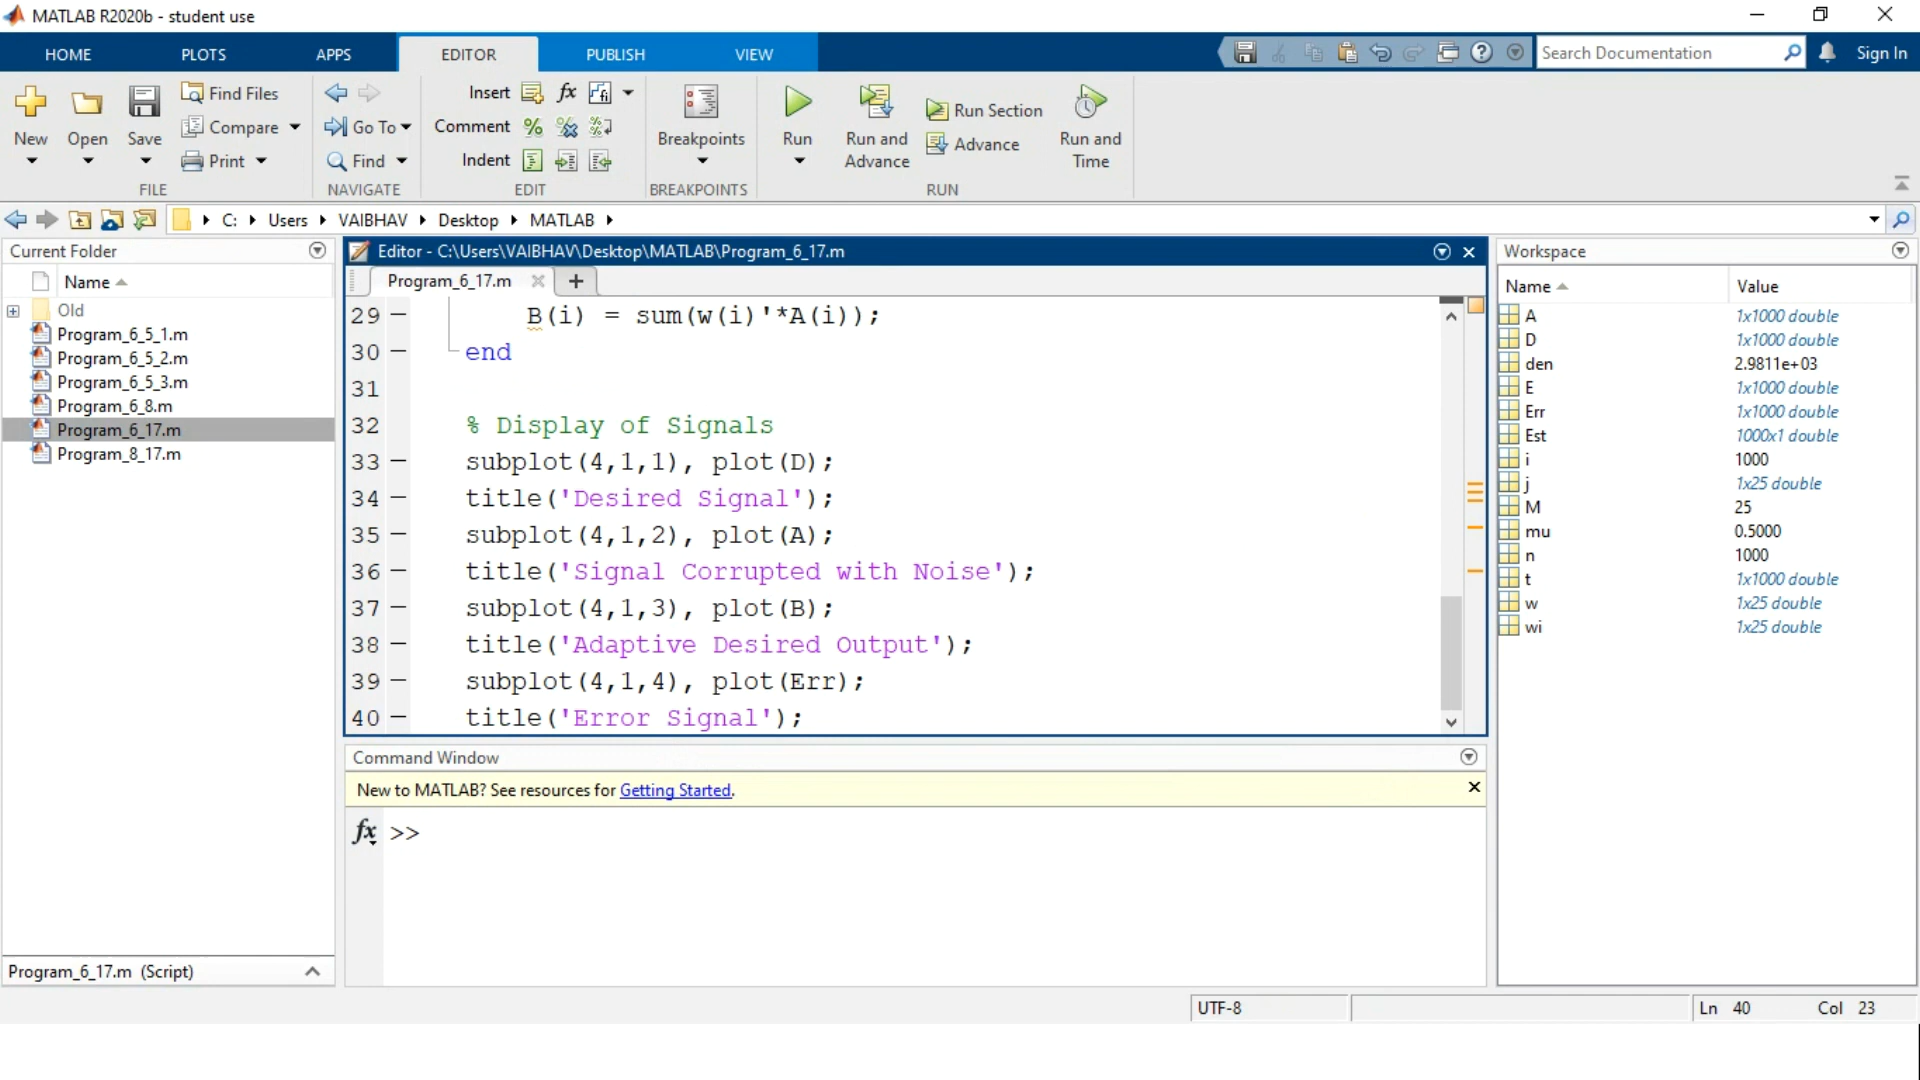 MATLAB R2020b - student use
HOME PLOTS APPS EDITOR PUBLISH VIEW Search Documentation Sign In
New Open Save Find Files Compare Print
FILE
Go To Find
NAVIGATE
Insert fx
Comment
Indent
EDIT
Breakpoints
BREAKPOINTS
Run Run and Advance Run Section Advance Run and Time
RUN
C: Users VAIBHAV Desktop MATLAB
Current Folder
Name
Old
Program_6_5_1.m
Program_6_5_2.m
Program_6_5_3.m
Program_6_8.m
Program_6_17.m
Program_8_17.m
Program_6_17.m (Script)
Editor - C:\Users\VAIBHAV\Desktop\MATLAB\Program_6_17.m
Program_6_17.m
29 B(i) = sum(w(i)'*A(i));
30 end
31
32 % Display of Signals
33 subplot(4,1,1), plot(D);
34 title('Desired Signal');
35 subplot(4,1,2), plot(A);
36 title('Signal Corrupted with Noise');
37 subplot(4,1,3), plot(B);
38 title('Adaptive Desired Output');
39 subplot(4,1,4), plot(Err);
40 title('Error Signal');
Command Window
New to MATLAB? See resources for Getting Started.
fx >>
Workspace
Name Value
A 1x1000 double
D 1x1000 double
den 2.9811e+03
E 1x1000 double
Err 1x1000 double
Est 1000x1 double
i 1000
j 1x25 double
M 25
mu 0.5000
n 1000
t 1x1000 double
w 1x25 double
wi 1x25 double
UTF-8 Ln 40 Col 23